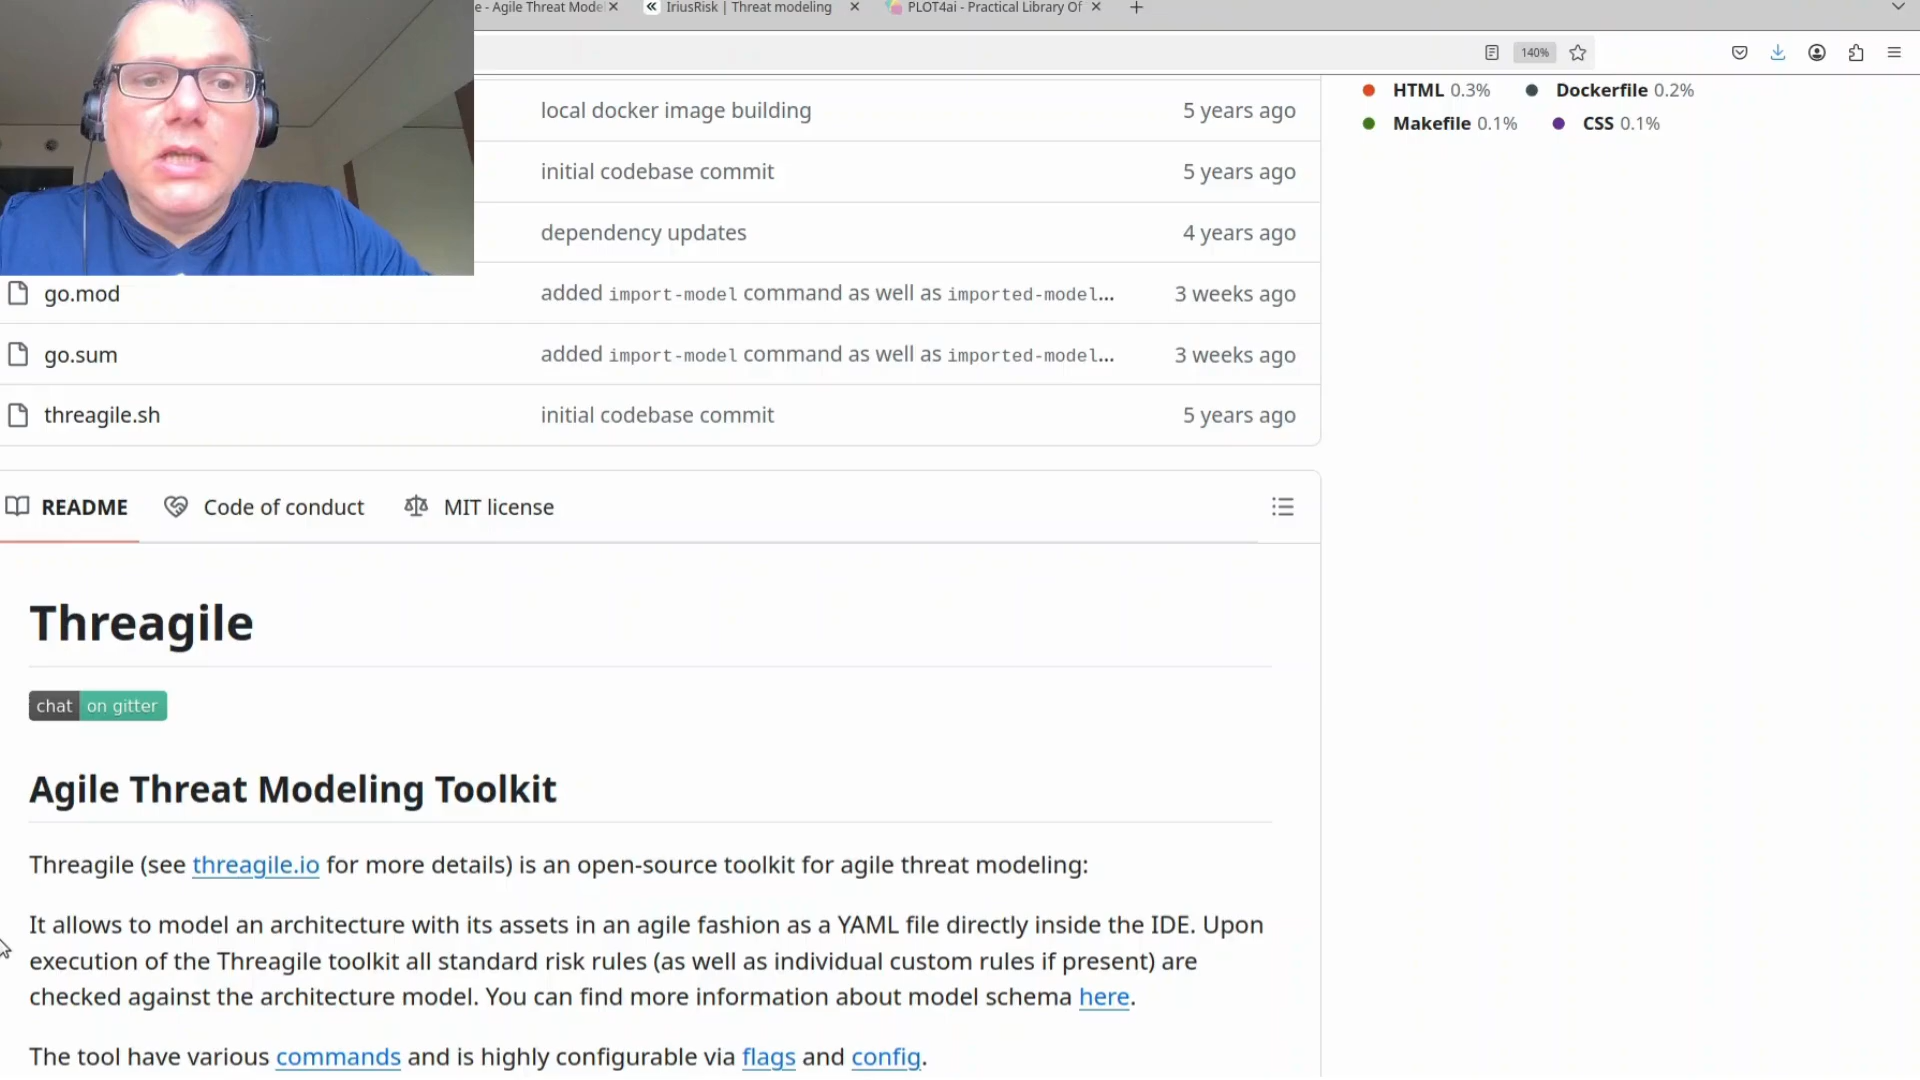 e - Agile Threat Model
IriusRisk | Threat modeling
PLOT4ai - Practical Library Of
140%
HTML 0.3% Dockerfile 0.2%
Makefile 0.1% CSS 0.1%
local docker image building 5 years ago
initial codebase commit 5 years ago
dependency updates 4 years ago
go.mod added import-model command as well as imported-model... 3 weeks ago
go.sum added import-model command as well as imported-model... 3 weeks ago
threagile.sh initial codebase commit 5 years ago
README Code of conduct MIT license
Threagile
chat on gitter
Agile Threat Modeling Toolkit
Threagile (see threagile.io for more details) is an open-source toolkit for agile threat modeling:
It allows to model an architecture with its assets in an agile fashion as a YAML file directly inside the IDE. Upon
execution of the Threagile toolkit all standard risk rules (as well as individual custom rules if present) are
checked against the architecture model. You can find more information about model schema here.
The tool have various commands and is highly configurable via flags and config.